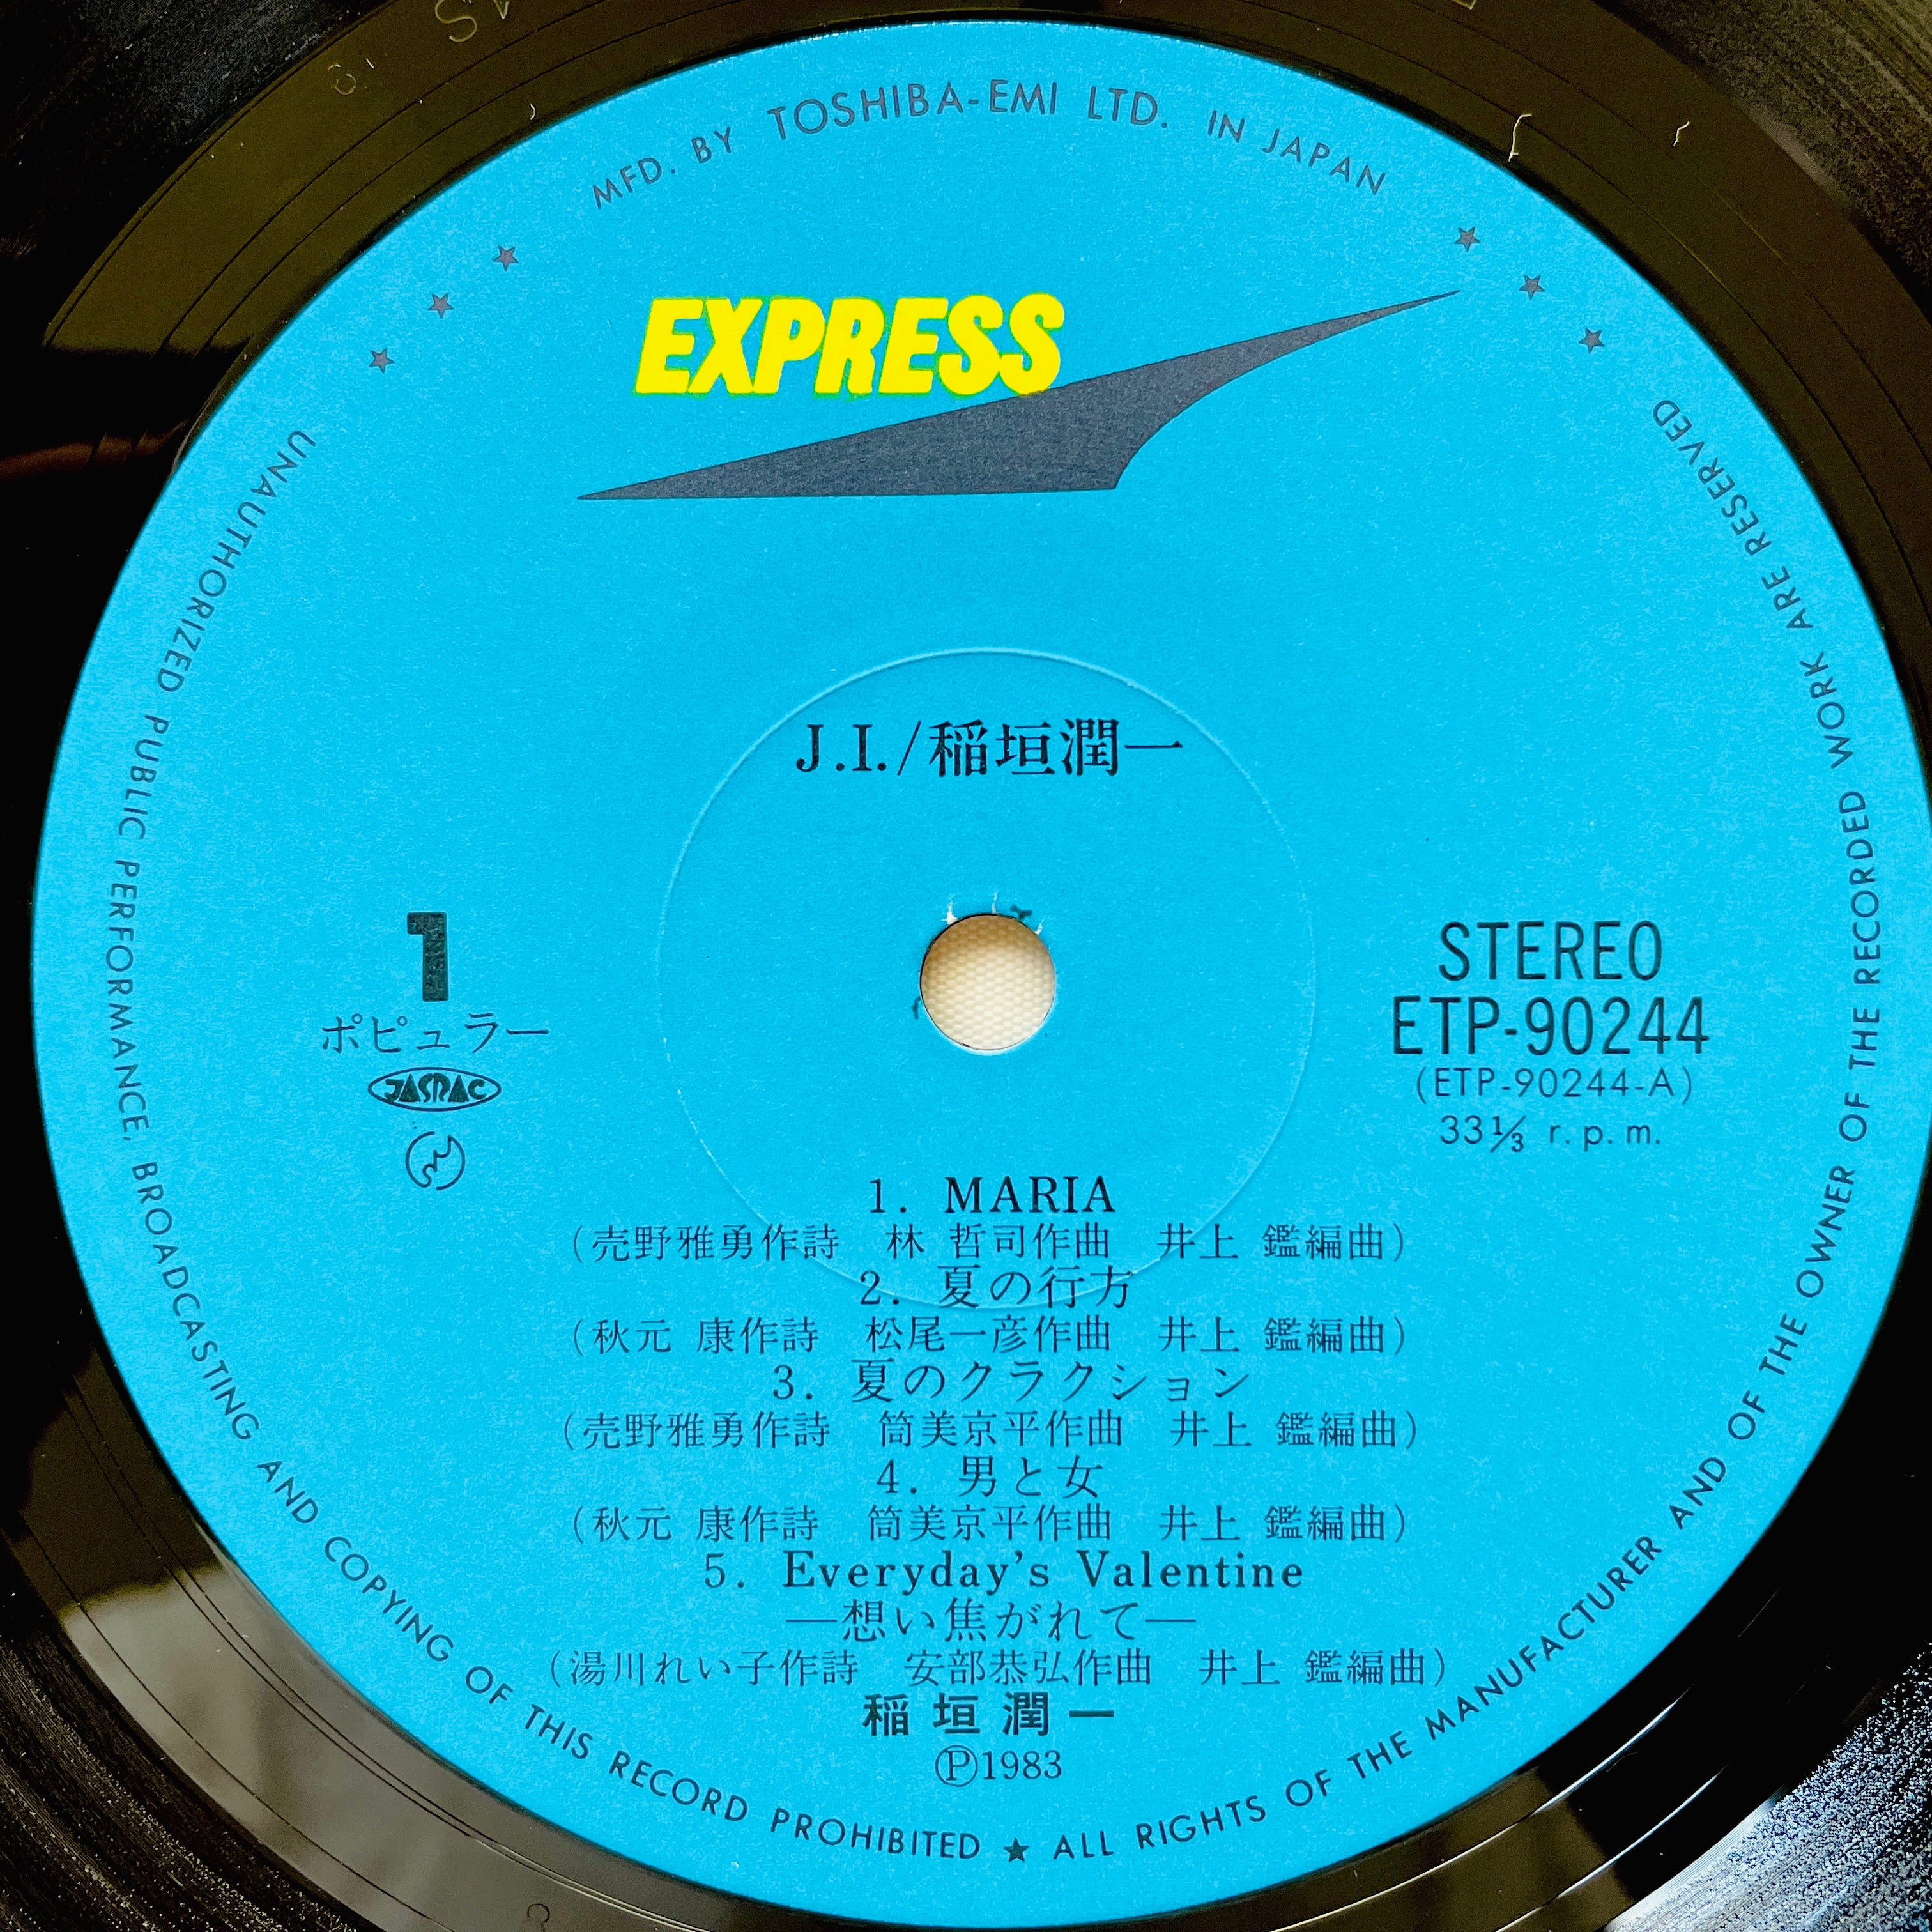 MFD. BY TOSHIBA-EMI LTD. IN JAPAN
EXPRESS
J.I./稲垣潤一
1
ポピュラー
JASRAC
STEREO
ETP-90244
(ETP-90244-A)
33⅓ r.p.m.
1. MARIA
(売野雅勇作詩 林 哲司作曲 井上 鑑編曲)
2. 夏の行方
(秋元 康作詩 松尾一彦作曲 井上 鑑編曲)
3. 夏のクラクション
(売野雅勇作詩 筒美京平作曲 井上 鑑編曲)
4. 男と女
(秋元 康作詩 筒美京平作曲 井上 鑑編曲)
5. Everyday's Valentine
―想い焦がれて―
(湯川れい子作詩 安部恭弘作曲 井上 鑑編曲)
稲垣潤一
Ⓟ1983
UNAUTHORIZED PUBLIC PERFORMANCE, BROADCASTING AND COPYING OF THIS RECORD PROHIBITED ★ ALL RIGHTS OF THE MANUFACTURER AND OF THE OWNER OF THE RECORDED WORK ARE RESERVED